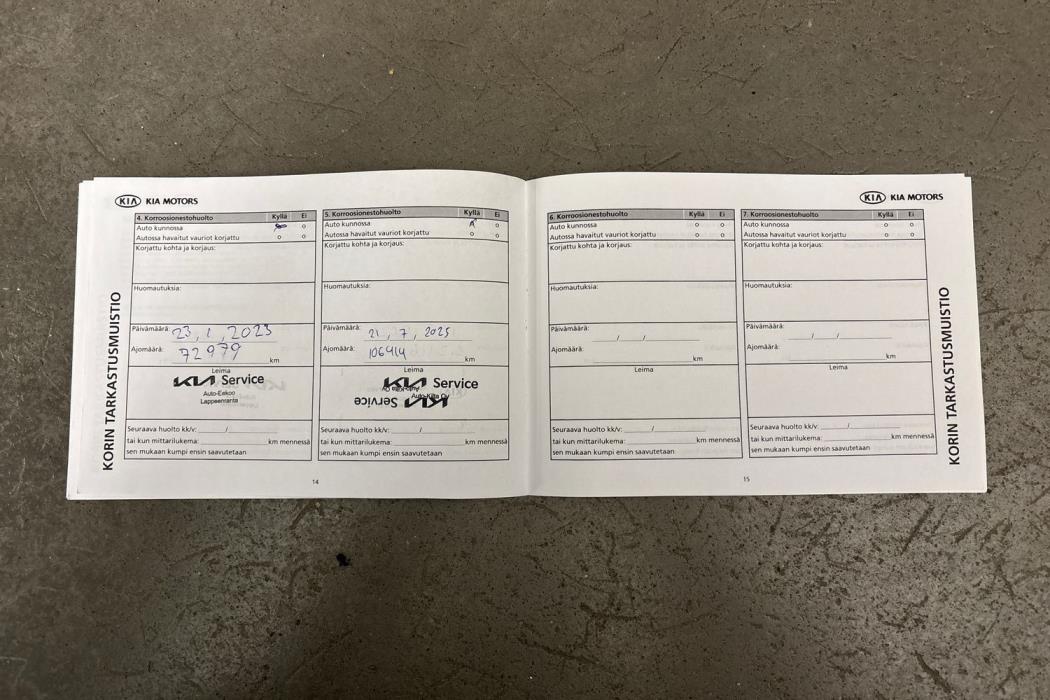 KIA KIA MOTORS
KORIN TARKASTUSMUISTIO
4. Korroosionestohuolto Kyllä Ei
Auto kunnossa o
Autossa havaitut vauriot korjattu o o
Korjattu kohta ja korjaus:
Huomautuksia:
Päivämäärä: 23, 1, 2023
Ajomäärä: 72979 km
Leima
KIA Service
Auto-Eekoo
Lappeenranta
Seuraava huolto kk/v: /
tai kun mittarilukema: km mennessä
sen mukaan kumpi ensin saavutetaan
5. Korroosionestohuolto Kyllä Ei
Auto kunnossa o
Autossa havaitut vauriot korjattu o o
Korjattu kohta ja korjaus:
Huomautuksia:
Päivämäärä: 21, 7, 2025
Ajomäärä: 106414 km
Leima
KIA Service
Auto-Kilta Oy
KIA Service
Auto-Kilta Oy
Seuraava huolto kk/v: /
tai kun mittarilukema: km mennessä
sen mukaan kumpi ensin saavutetaan
14
KIA KIA MOTORS
6. Korroosionestohuolto Kyllä Ei
Auto kunnossa o o
Autossa havaitut vauriot korjattu o o
Korjattu kohta ja korjaus:
Huomautuksia:
Päivämäärä: / /
Ajomäärä: km
Leima
Seuraava huolto kk/v: /
tai kun mittarilukema: km mennessä
sen mukaan kumpi ensin saavutetaan
7. Korroosionestohuolto Kyllä Ei
Auto kunnossa o o
Autossa havaitut vauriot korjattu o o
Korjattu kohta ja korjaus:
Huomautuksia:
Päivämäärä: / /
Ajomäärä: km
Leima
Seuraava huolto kk/v: /
tai kun mittarilukema: km mennessä
sen mukaan kumpi ensin saavutetaan
KORIN TARKASTUSMUISTIO
15